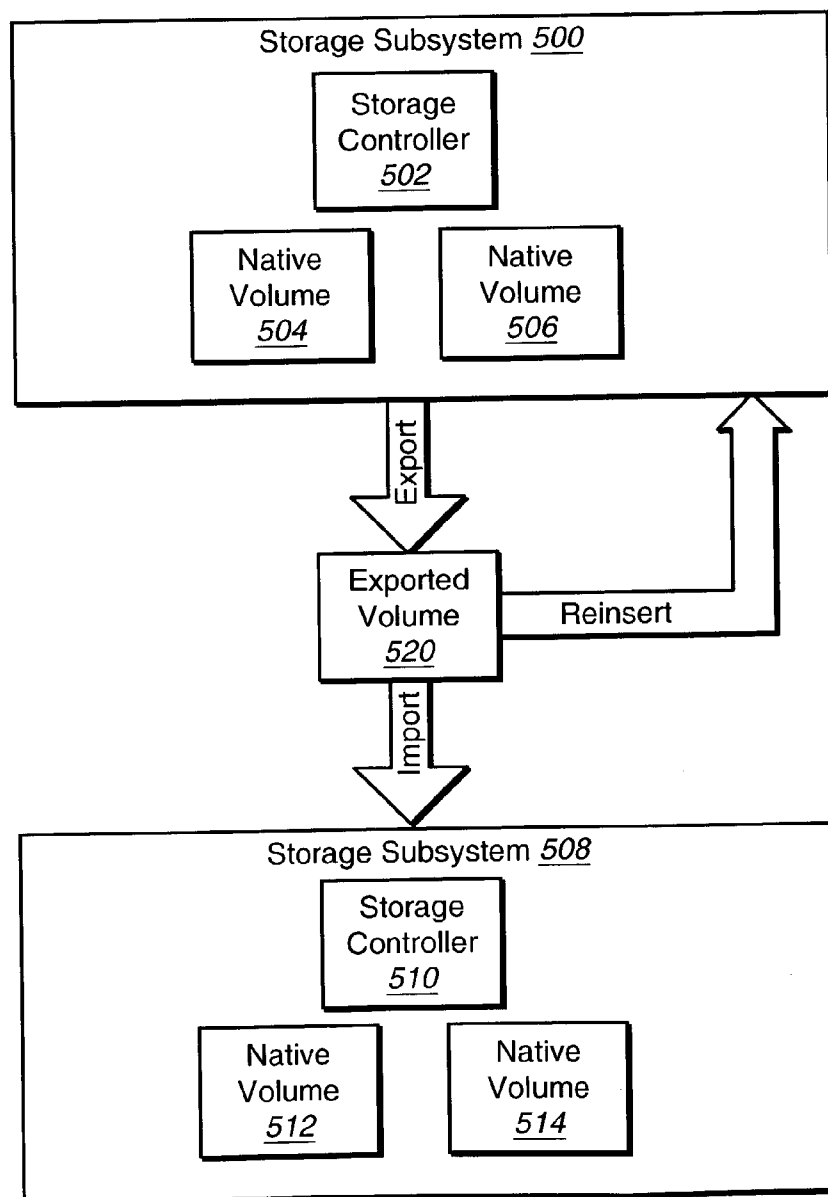 Storage Subsystem 500
Storage
Controller
502
Native
Volume
504
Native
Volume
506
Export
Exported
Volume
520
Reinsert
Import
Storage Subsystem 508
Storage
Controller
510
Native
Volume
512
Native
Volume
514